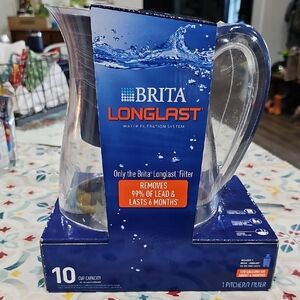 BRITA
LONGLAST
WATER FILTRATION SYSTEM
Only the Brita® Longlast™ Filter
REMOVES
99% OF LEAD &
LASTS 6 MONTHS
10 CUP CAPACITY
1 PITCHER/1 FILTER